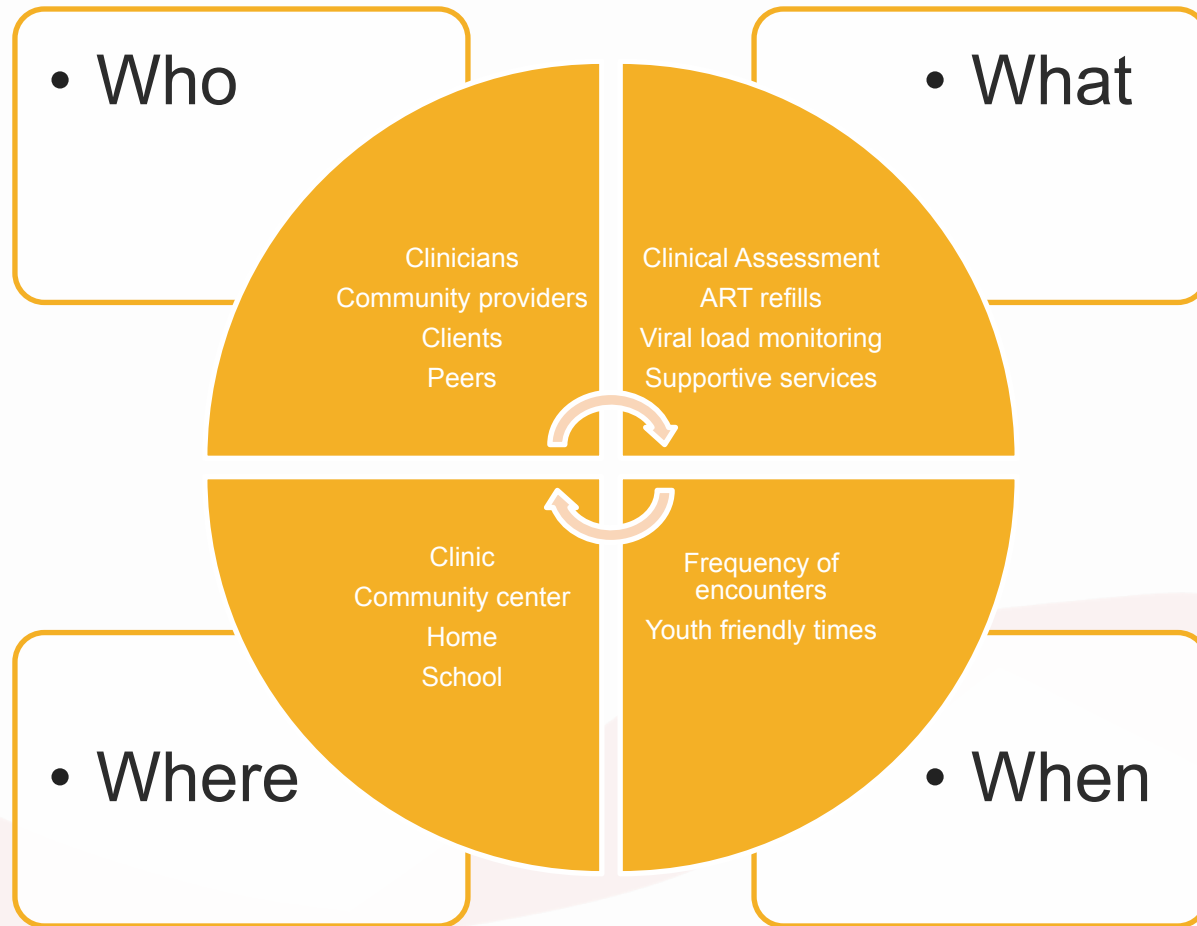 • Who
Clinicians
Community providers
Clients
Peers
• What
Clinical Assessment
ART refills
Viral load monitoring
Supportive services
• Where
Clinic
Community center
Home
School
• When
Frequency of
encounters
Youth friendly times